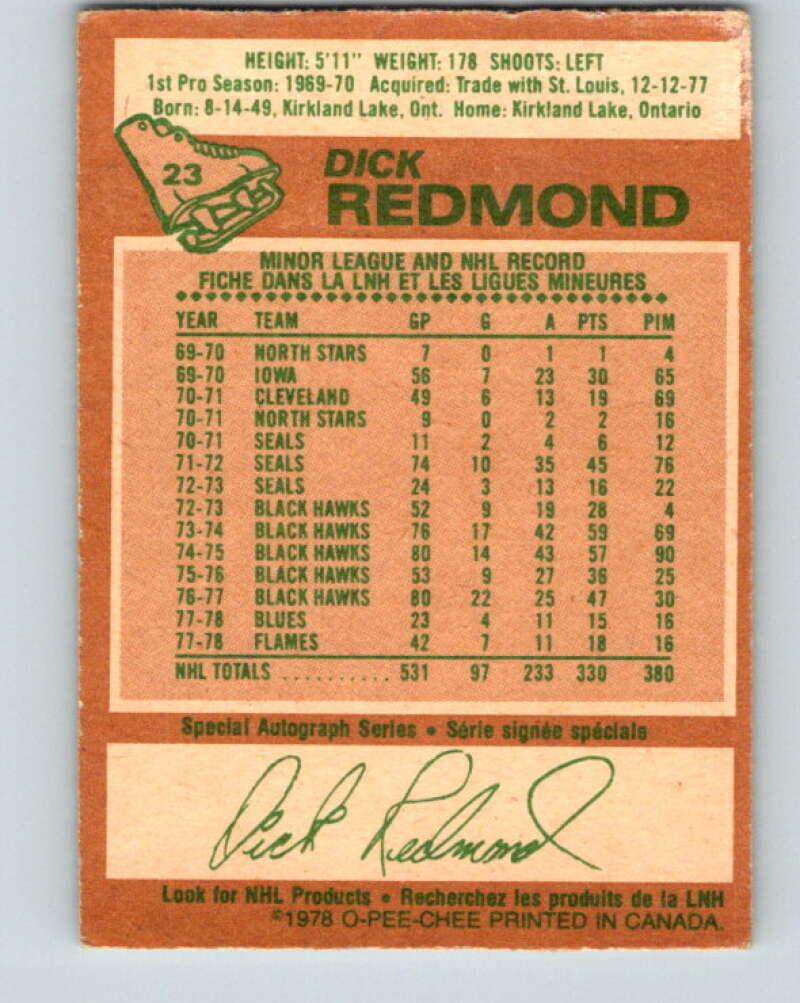 HEIGHT: 5'11" WEIGHT: 178 SHOOTS: LEFT
1st Pro Season: 1969-70 Acquired: Trade with St. Louis, 12-12-77
Born: 8-14-49, Kirkland Lake, Ont. Home: Kirkland Lake, Ontario
23
DICK
REDMOND
MINOR LEAGUE AND NHL RECORD
FICHE DANS LA LNH ET LES LIGUES MINEURES
YEAR TEAM GP G A PTS PIM
69-70 NORTH STARS 7 0 1 1 4
69-70 IOWA 56 7 23 30 65
70-71 CLEVELAND 49 6 13 19 69
70-71 NORTH STARS 9 0 2 2 16
70-71 SEALS 11 2 4 6 12
71-72 SEALS 74 10 35 45 76
72-73 SEALS 24 3 13 16 22
72-73 BLACK HAWKS 52 9 19 28 4
73-74 BLACK HAWKS 76 17 42 59 69
74-75 BLACK HAWKS 80 14 43 57 90
75-76 BLACK HAWKS 53 9 27 36 25
76-77 BLACK HAWKS 80 22 25 47 30
77-78 BLUES 23 4 11 15 16
77-78 FLAMES 42 7 11 18 16
NHL TOTALS .......... 531 97 233 330 380
Special Autograph Series • Série signée spéciale
Dick Redmond
Look for NHL Products • Recherchez les produits de la LNH
©1978 O-PEE-CHEE PRINTED IN CANADA.